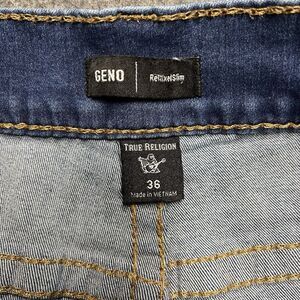 GENO
Relaxed Slim
TRUE RELIGION
36
Made in VIETNAM